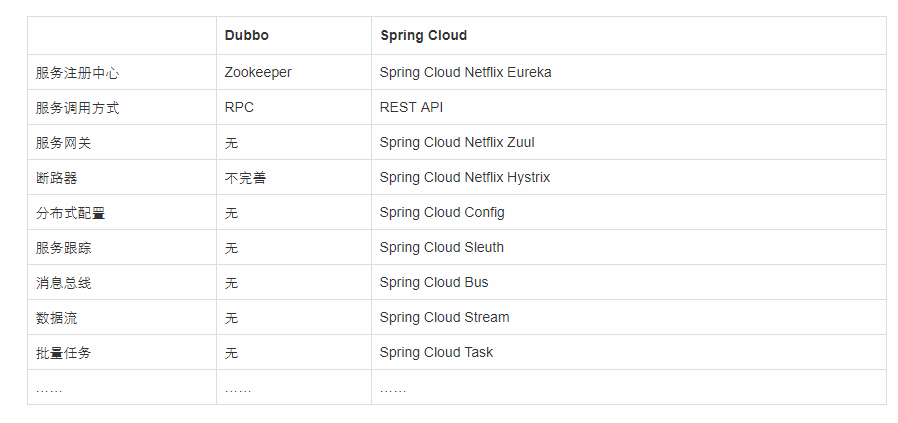 Dubbo Spring Cloud
服务注册中心 Zookeeper Spring Cloud Netflix Eureka
服务调用方式 RPC REST API
服务网关 无 Spring Cloud Netflix Zuul
断路器 不完善 Spring Cloud Netflix Hystrix
分布式配置 无 Spring Cloud Config
服务跟踪 无 Spring Cloud Sleuth
消息总线 无 Spring Cloud Bus
数据流 无 Spring Cloud Stream
批量任务 无 Spring Cloud Task
…… …… ……